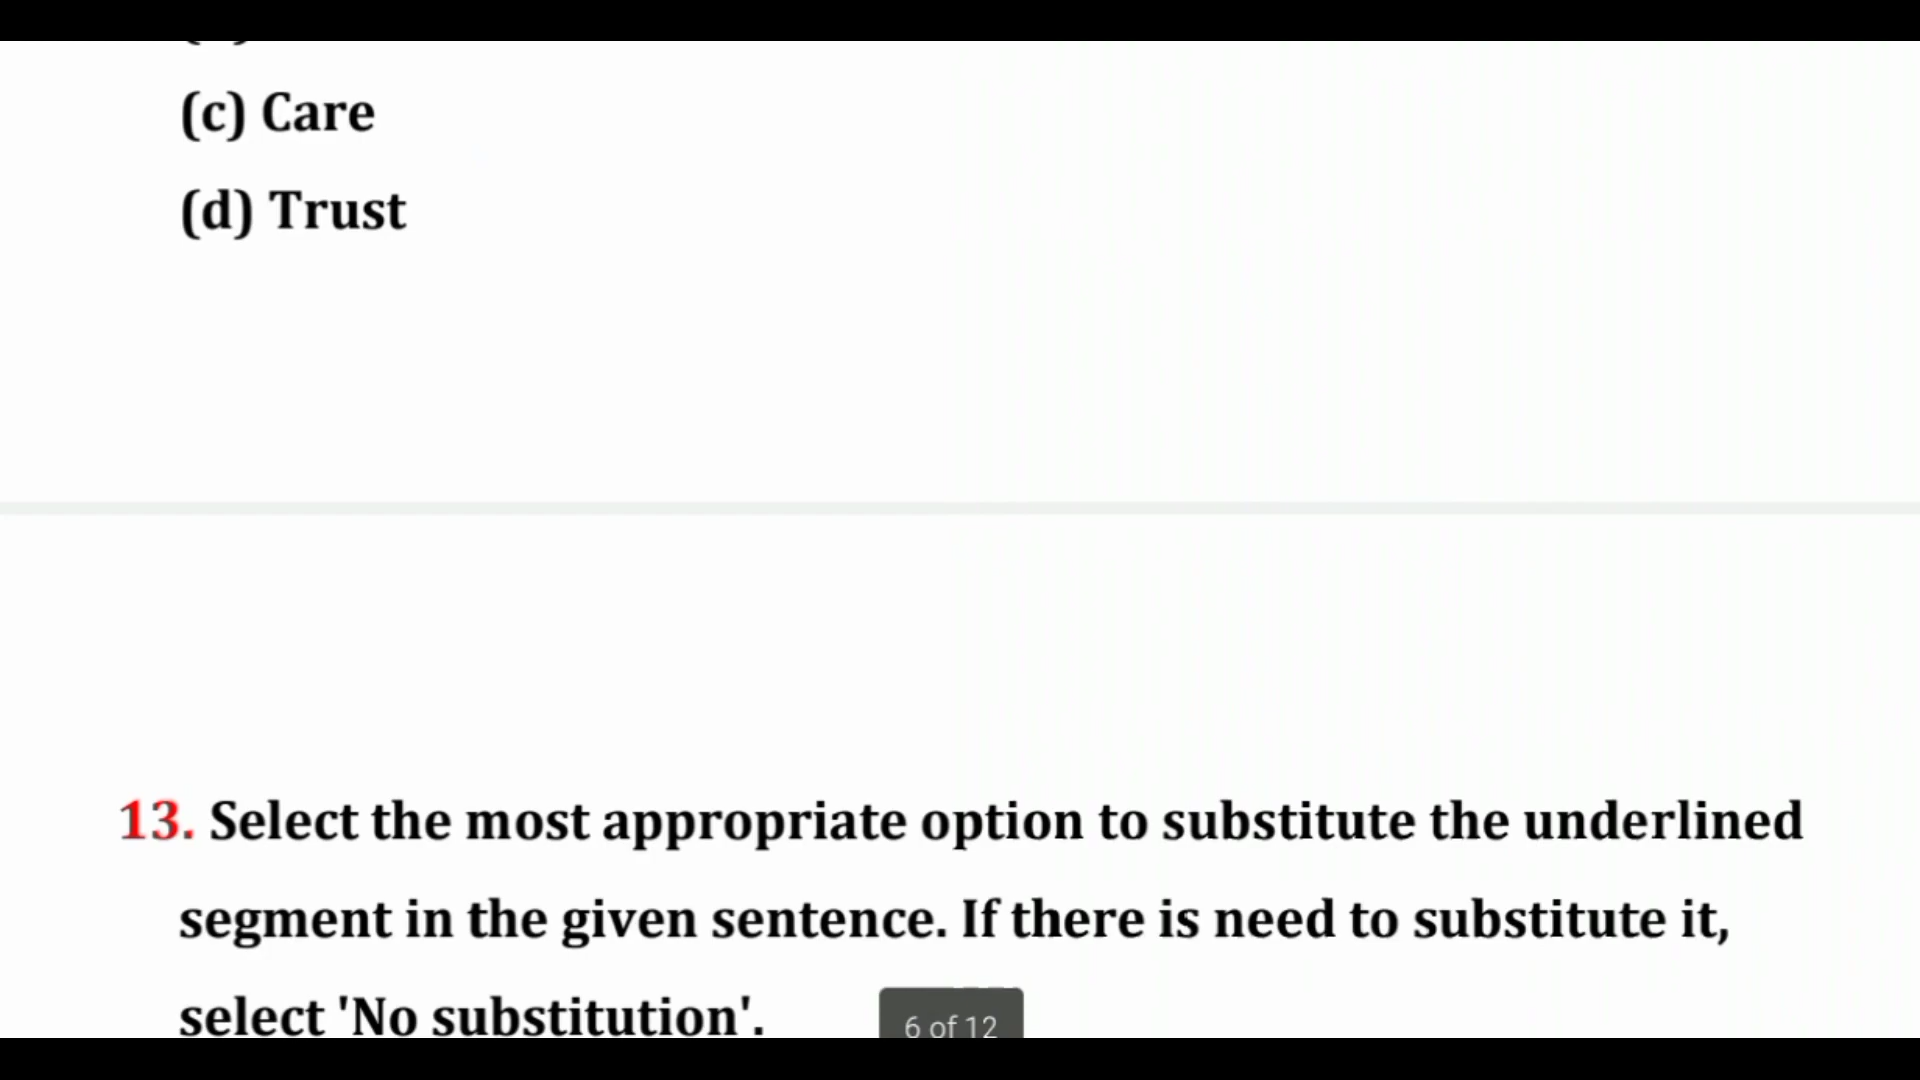 (c) Care
(d) Trust
13. Select the most appropriate option to substitute the underlined
segment in the given sentence. If there is need to substitute it,
select 'No substitution'.
6 of 12